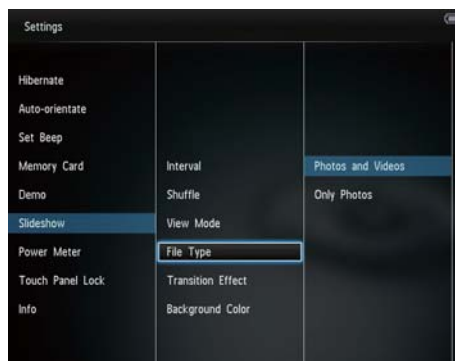 Settings
Hibernate
Auto-orientate
Set Beep
Memory Card
Demo
Slideshow
Power Meter
Touch Panel Lock
Info
Interval
Shuffle
View Mode
File Type
Transition Effect
Background Color
Photos and Videos
Only Photos